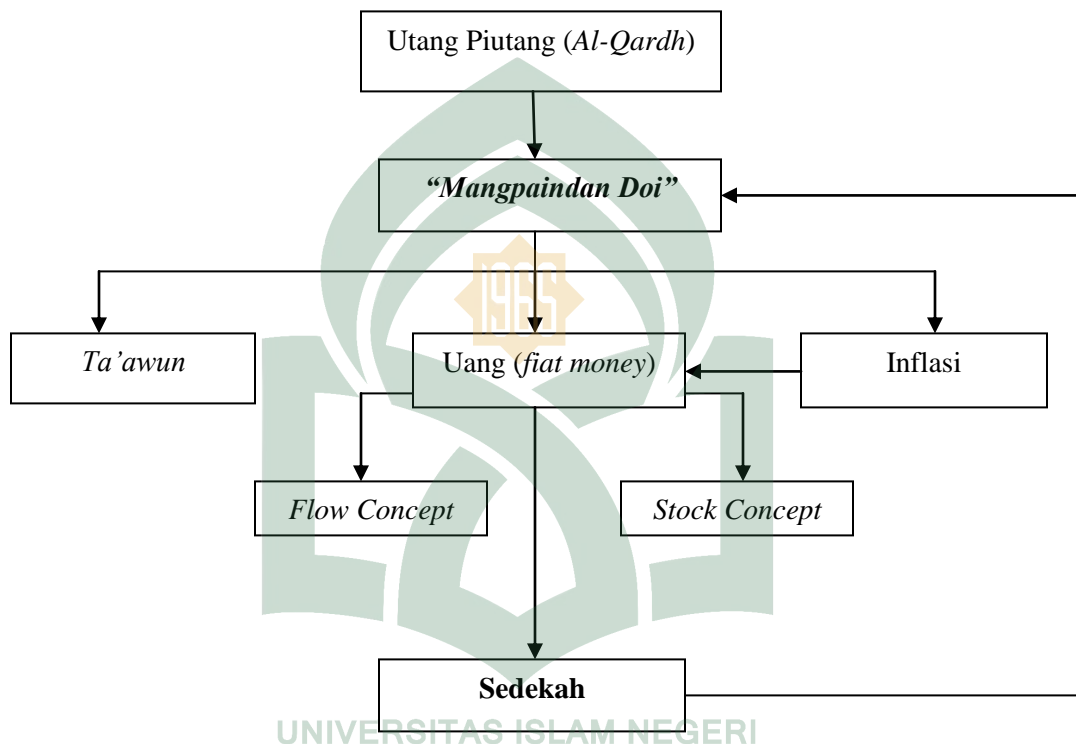 Utang Piutang (Al-Qardh)
“Mangpaindan Doi”
1965
Ta’awun
Uang (fiat money)
Inflasi
Flow Concept
Stock Concept
Sedekah
UNIVERSITAS ISLAM NEGERI